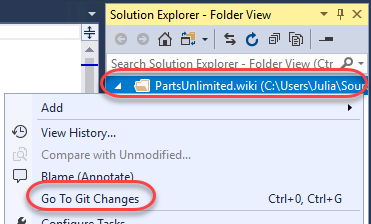 Solution Explorer - Folder View
Search Solution Explorer - Folder View (Ctr
PartsUnlimited.wiki (C:\Users\Julia\Sour
Add
View History...
Compare with Unmodified...
Blame (Annotate)
Go To Git Changes Ctrl+0, Ctrl+G
Configure Tasks